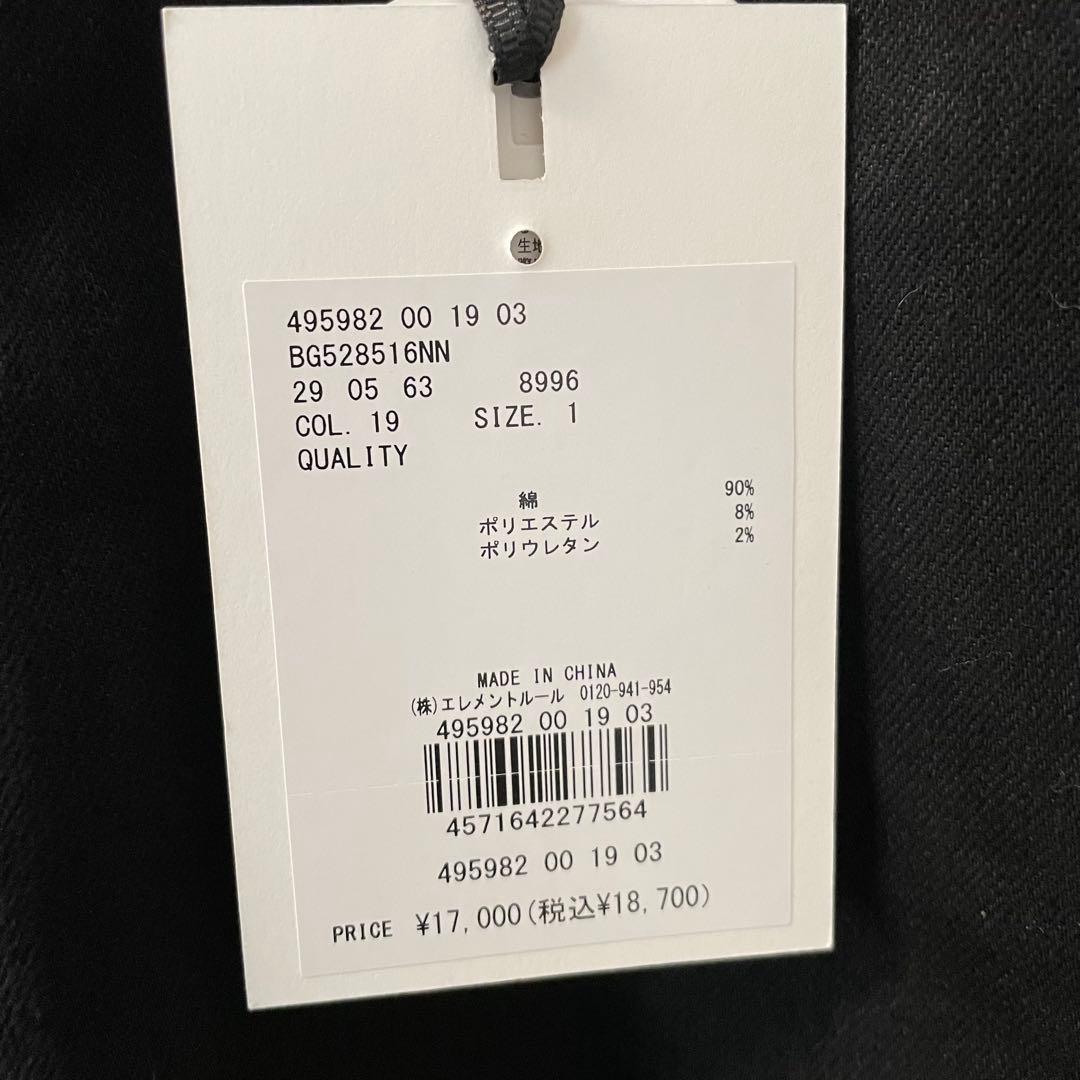 生地
495982 00 19 03
BG528516NN
29 05 63 8996
COL. 19 SIZE. 1
QUALITY
綿 90%
ポリエステル 8%
ポリウレタン 2%
MADE IN CHINA
(株)エレメントルール 0120-941-954
495982 00 19 03
4571642277564
495982 00 19 03
PRICE ¥17,000(税込¥18,700)